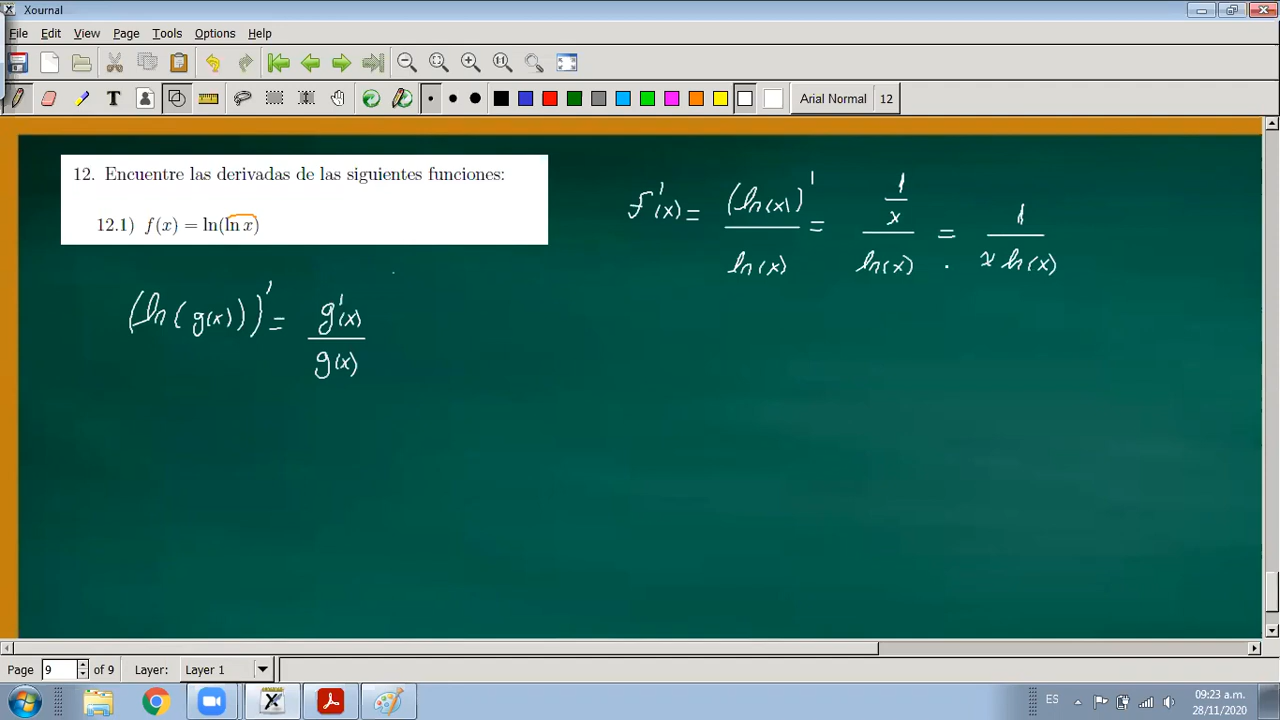 Xournal
File Edit View Page Tools Options Help
Arial Normal 12
12. Encuentre las derivadas de las siguientes funciones:
12.1) f(x) = ln(ln x)
(ln(g(x)))' = g'(x) / g(x)
f'(x) = (ln(x))' / ln(x) = 1/x / ln(x) = 1 / x ln(x)
Page 9 of 9 Layer: Layer 1
ES 09:23 a.m.
28/11/2020